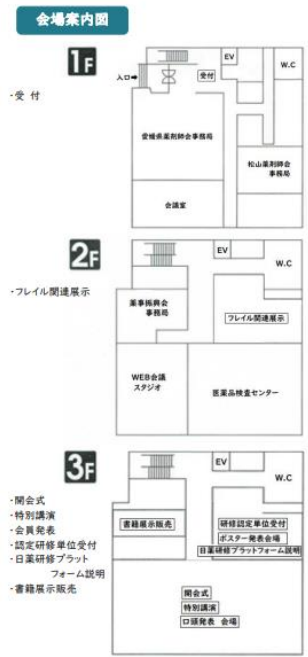 会場案内図
1F
・受 付
入口➡
受付
EV
W.C
愛媛県薬剤師会事務局
松山薬剤師会
事務局
会議室
2F
・フレイル関連展示
EV
W.C
薬事振興会
事務局
フレイル関連展示
WEB会議
スタジオ
医薬品検査センター
3F
・開会式
・特別講演
・会員発表
・認定研修単位受付
・日薬研修プラット
フォーム説明
・書籍展示販売
EV
W.C
書籍展示販売
研修認定単位受付
ポスター発表会場
日薬研修プラットフォーム説明
開会式
特別講演
口頭発表 会場